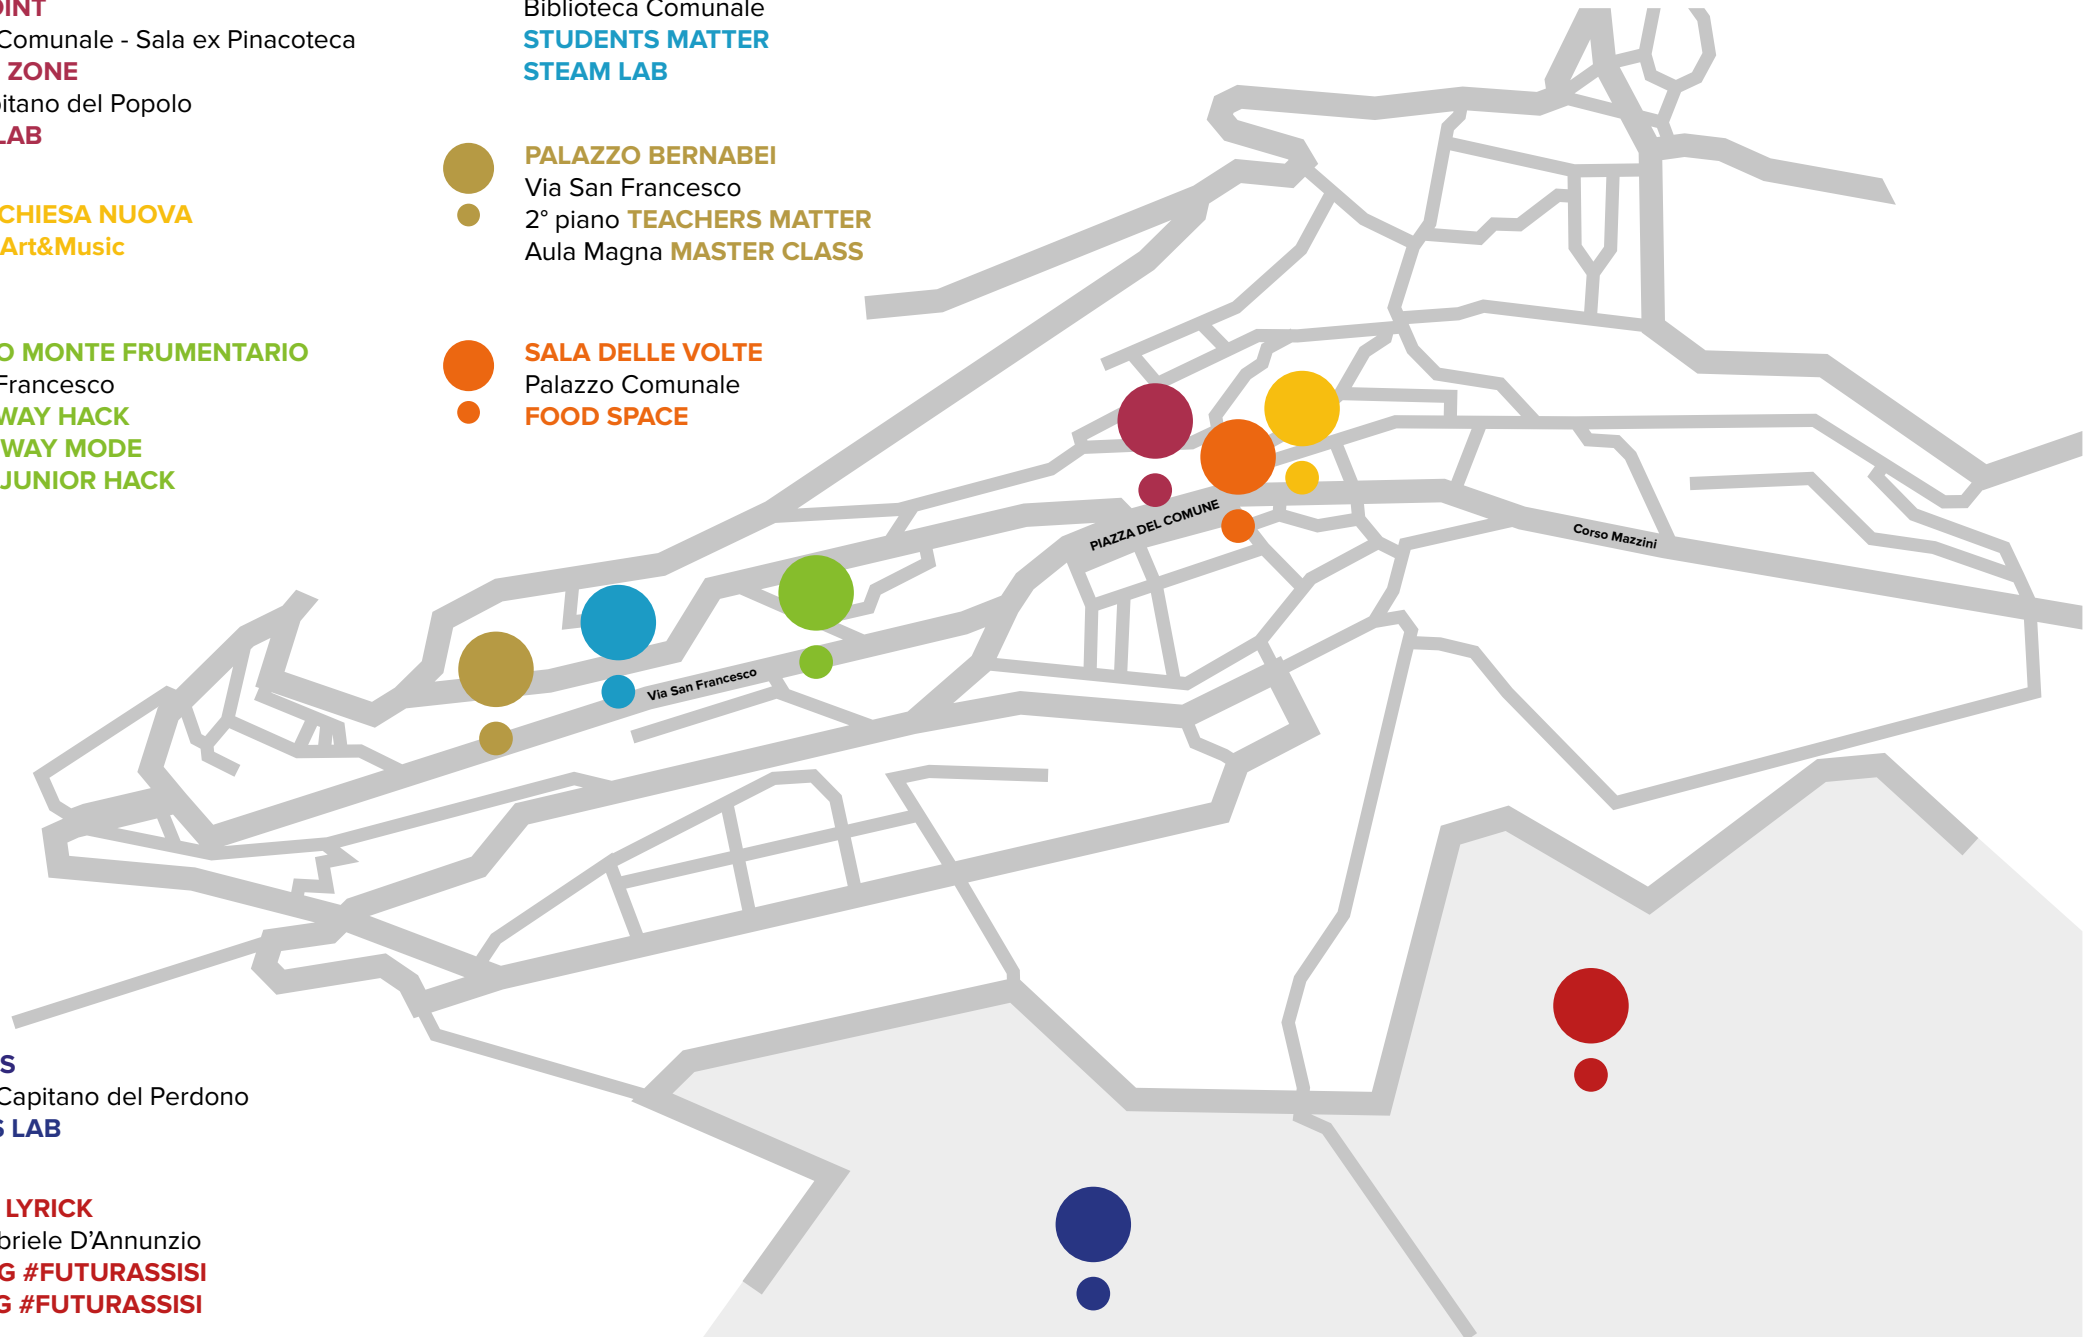 OINT
Comunale - Sala ex Pinacoteca
ZONE
pitano del Popolo
LAB
CHIESA NUOVA
Art&Music
O MONTE FRUMENTARIO
Francesco
WAY HACK
WAY MODE
JUNIOR HACK
Biblioteca Comunale
STUDENTS MATTER
STEAM LAB
PALAZZO BERNABEI
Via San Francesco
2° piano TEACHERS MATTER
Aula Magna MASTER CLASS
SALA DELLE VOLTE
Palazzo Comunale
FOOD SPACE
PIAZZA DEL COMUNE
Corso Mazzini
Via San Francesco
S
Capitano del Perdono
S LAB
LYRICK
briele D’Annunzio
G #FUTURASSISI
G #FUTURASSISI